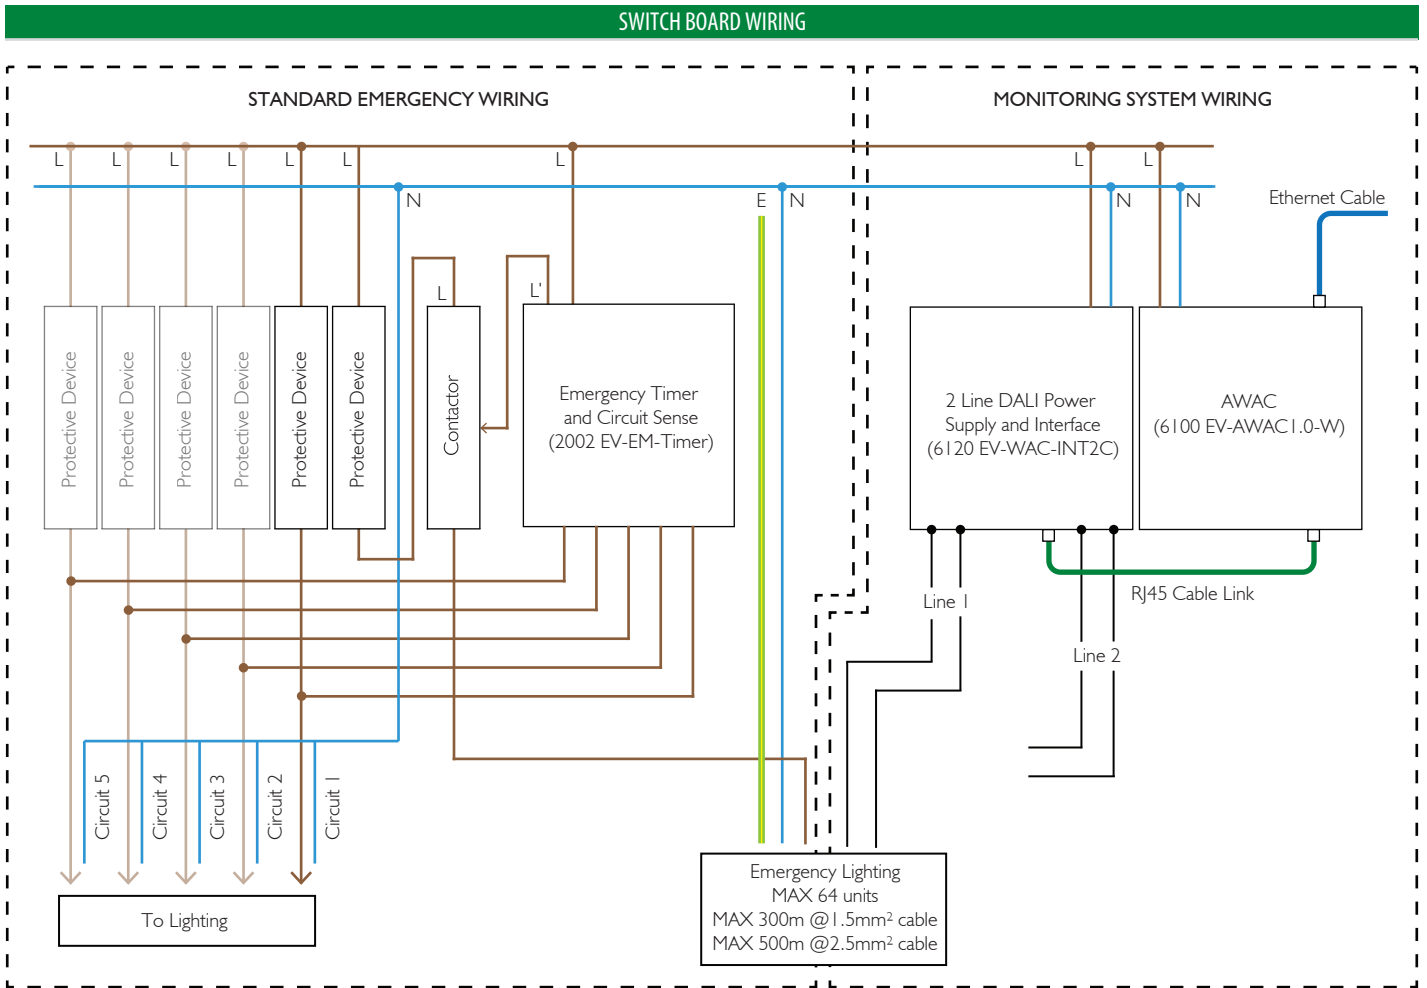 SWITCH BOARD WIRING
STANDARD EMERGENCY WIRING
MONITORING SYSTEM WIRING
L
L
L
L
L
L
L
L
L
N
E
N
N
N
Ethernet Cable
L
L'
Protective Device
Protective Device
Protective Device
Protective Device
Protective Device
Protective Device
Contactor
Emergency Timer
and Circuit Sense
(2002 EV-EM-Timer)
2 Line DALI Power
Supply and Interface
(6120 EV-WAC-INT2C)
AWAC
(6100 EV-AWAC1.0-W)
Line 1
RJ45 Cable Link
Line 2
Circuit 5
Circuit 4
Circuit 3
Circuit 2
Circuit 1
To Lighting
Emergency Lighting
MAX 64 units
MAX 300m @1.5mm² cable
MAX 500m @2.5mm² cable